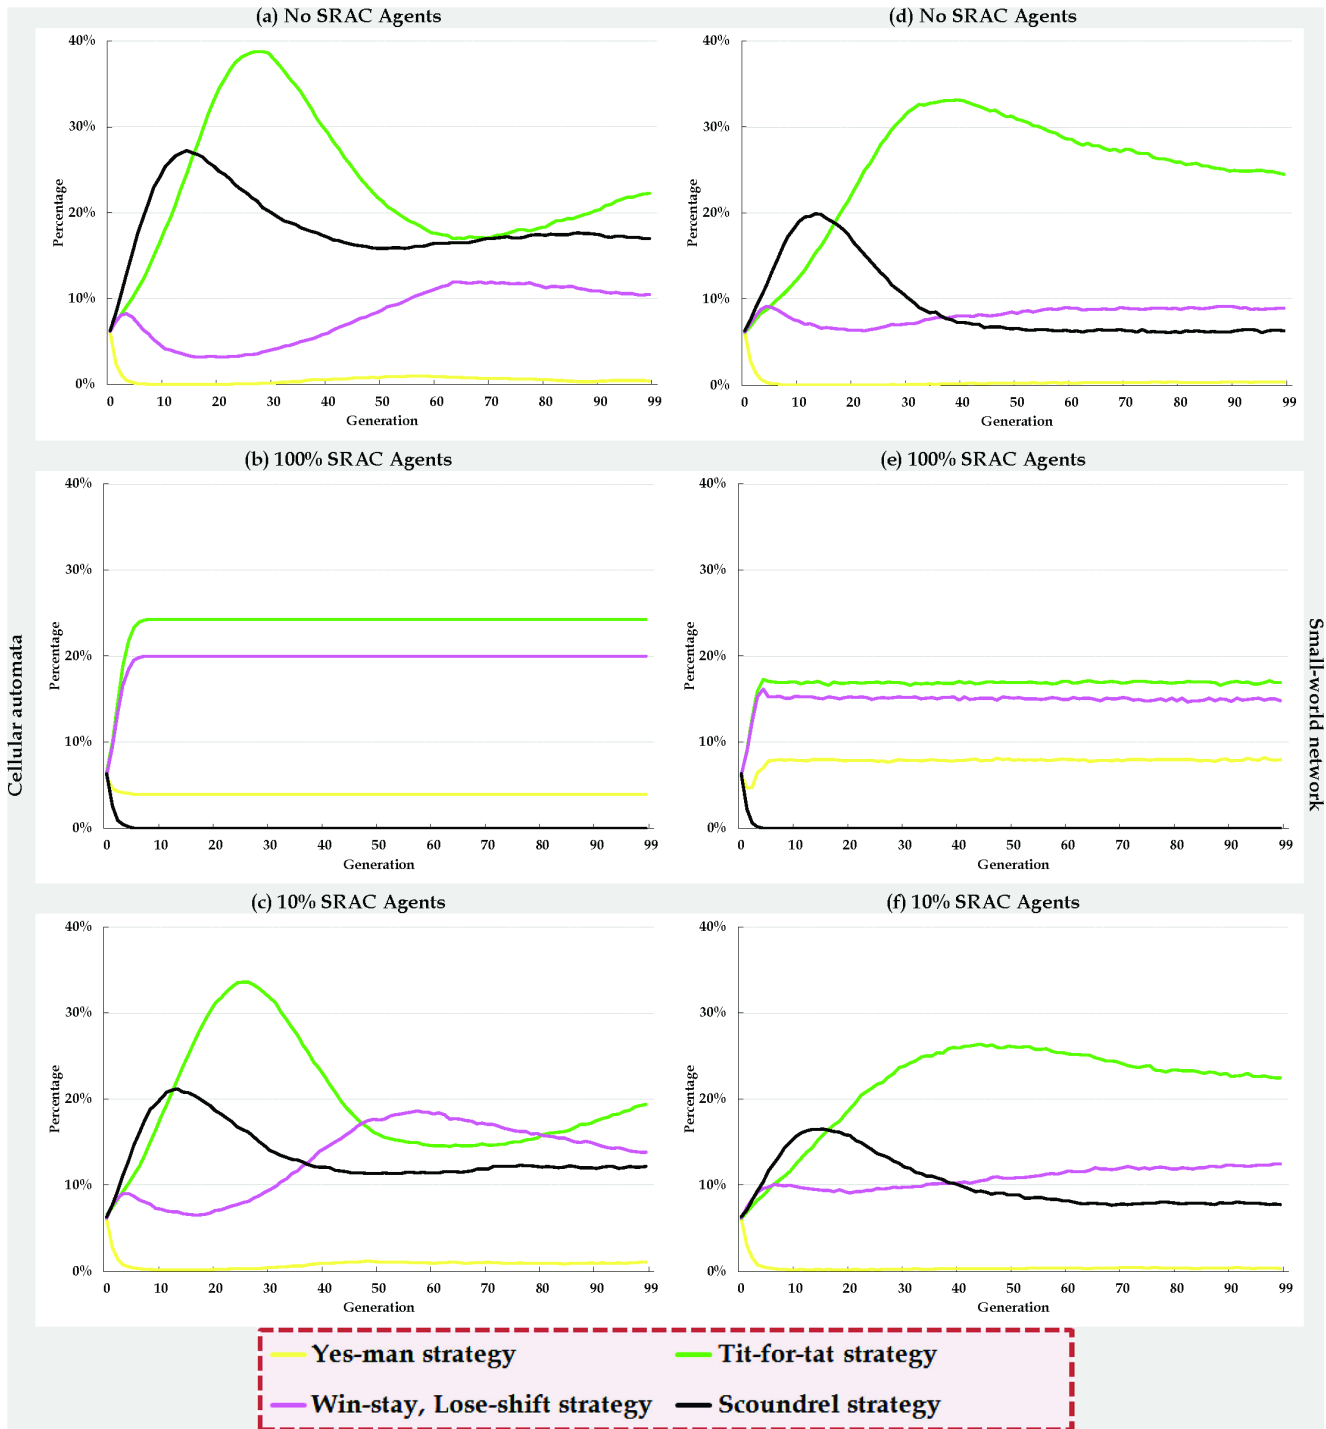 (a) No SRAC Agents
40%
30%
20%
10%
0%
Percentage
0 10 20 30 40 50 60 70 80 90 99
Generation
(d) No SRAC Agents
40%
30%
20%
10%
0%
Percentage
0 10 20 30 40 50 60 70 80 90 99
Generation
(b) 100% SRAC Agents
40%
30%
20%
10%
0%
Percentage
0 10 20 30 40 50 60 70 80 90 99
Generation
(e) 100% SRAC Agents
40%
30%
20%
10%
0%
Percentage
0 10 20 30 40 50 60 70 80 90 99
Generation
Cellular automata
Small-world network
(c) 10% SRAC Agents
40%
30%
20%
10%
0%
Percentage
0 10 20 30 40 50 60 70 80 90 99
Generation
(f) 10% SRAC Agents
40%
30%
20%
10%
0%
Percentage
0 10 20 30 40 50 60 70 80 90 99
Generation
Yes-man strategy
Tit-for-tat strategy
Win-stay, Lose-shift strategy
Scoundrel strategy